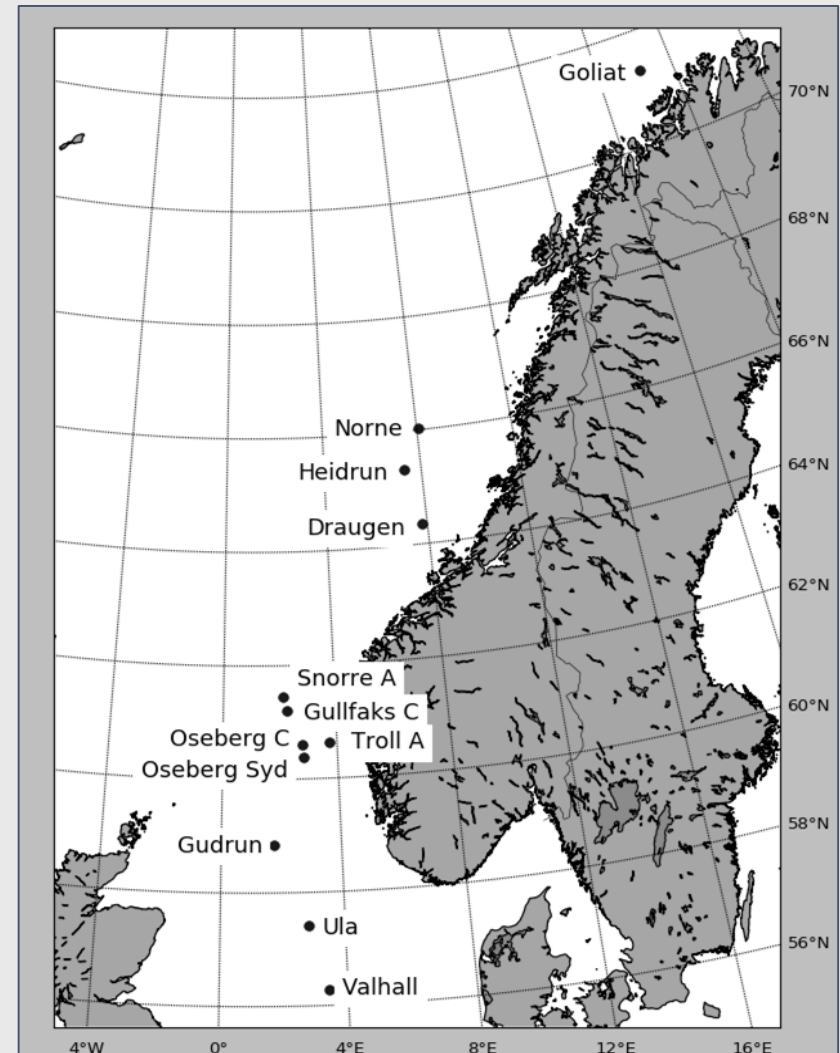 Goliat
70°N
68°N
66°N
Norne
64°N
Heidrun
Draugen
62°N
Snorre A
60°N
Gullfaks C
Oseberg C
Troll A
Oseberg Syd
58°N
Gudrun
Ula
56°N
Valhall
4°W 0° 4°E 8°E 12°E 16°E